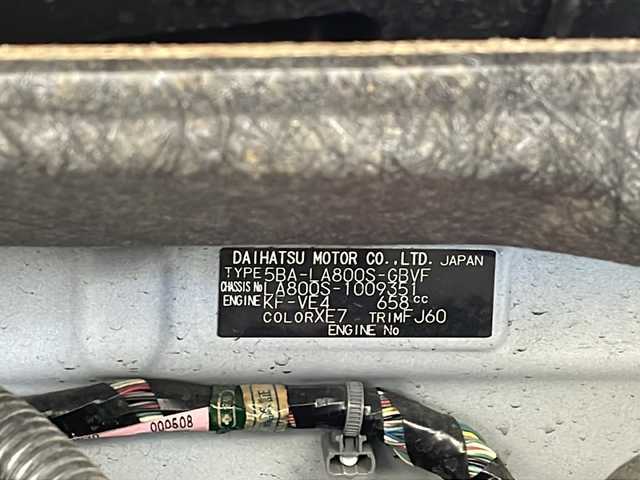 DAIHATSU MOTOR CO.,LTD. JAPAN
TYPE 5BA-LA800S-GBVF
CHASSIS No LA800S-1009351
ENGINE KF-VE4 658cc
COLOR XE7 TRIM FJ60
ENGINE No
000608